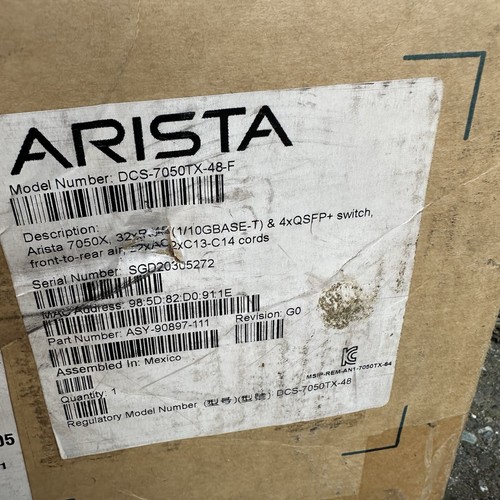 ARISTA
Model Number: DCS-7050TX-48-F
Description:
Arista 7050X, 32xR (1/10GBASE-T) & 4xQSFP+ switch,
front-to-rear air, 2xAC 2xC13-C14 cords
Serial Number: SGD20305272
MAC Address: 98:5D:82:D0:91:1E
Part Number: ASY-90897-111 Revision: G0
Assembled In: Mexico
MSIP-REM-AN1-7050TX-64
Quantity: 1
Regulatory Model Number (型号)(型號): DCS-7050TX-48
05